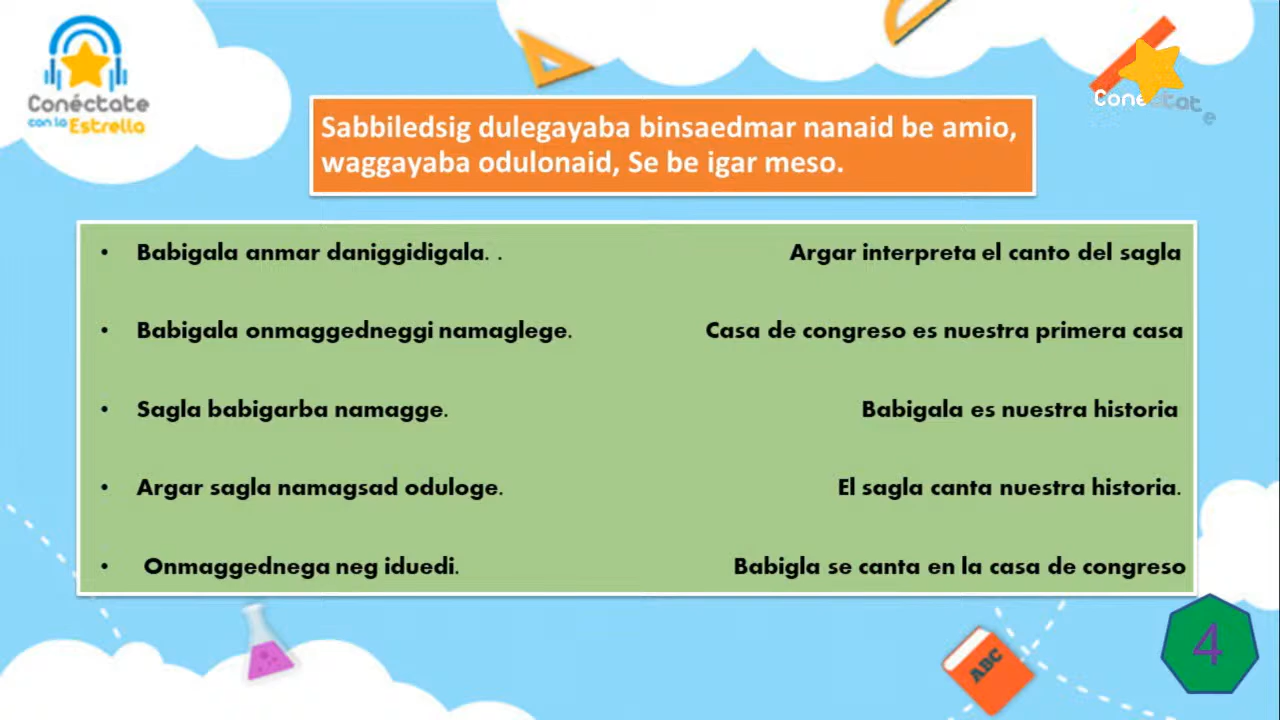 Conéctate
con la Estrella
Conéctate
Sabbiledsig dulegayaba binsaedmar nanaid be amio,
waggayaba odulonaid, Se be igar meso.
• Babigala anmar daniggidigala. . Argar interpreta el canto del sagla
• Babigala onmaggedneggi namaglege. Casa de congreso es nuestra primera casa
• Sagla babigarba namagge. Babigala es nuestra historia
• Argar sagla namagsad oduloge. El sagla canta nuestra historia.
• Onmaggednega neg iduedi. Babigla se canta en la casa de congreso
ABC
4